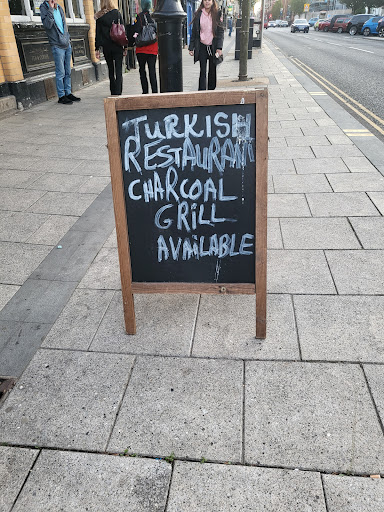 TURKISH
RESTAURANT
CHARCOAL
GRILL
AVAILABLE